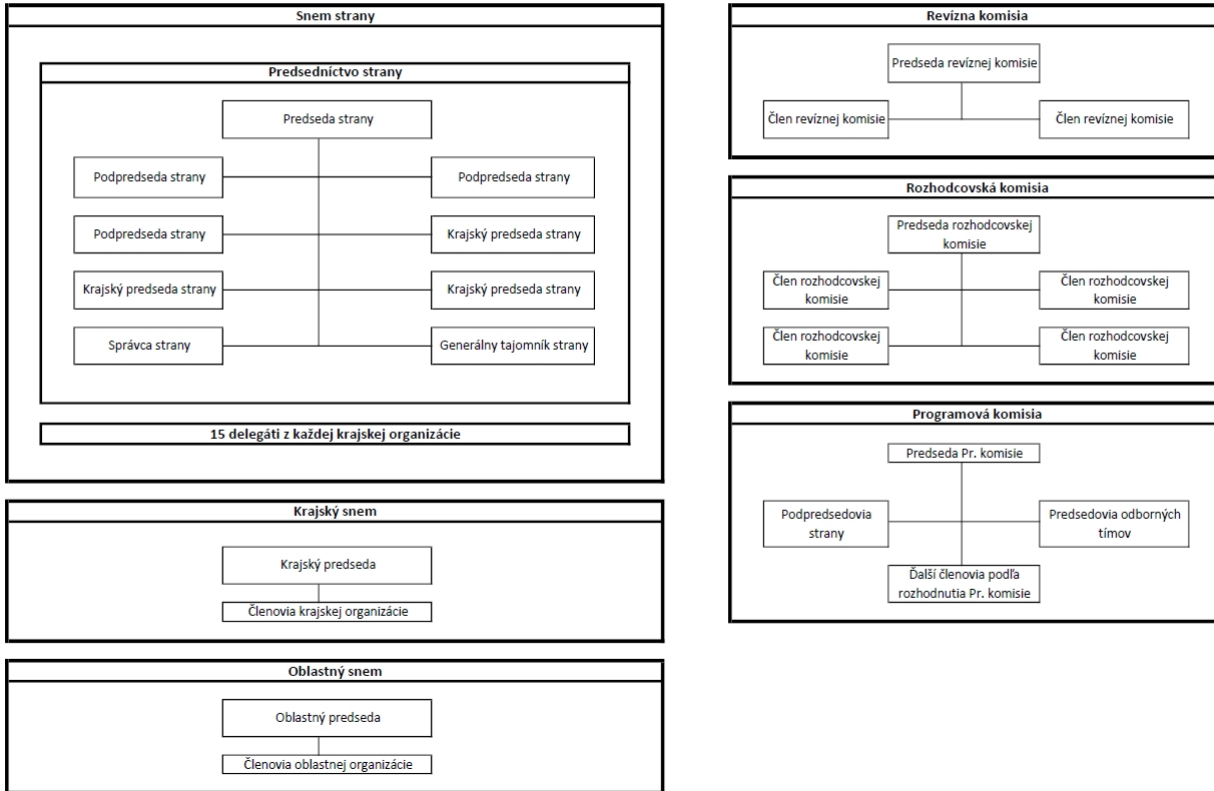 Snem strany
Predsedníctvo strany
Predseda strany
Podpredseda strany
Podpredseda strany
Podpredseda strany
Krajský predseda strany
Krajský predseda strany
Krajský predseda strany
Správca strany
Generálny tajomník strany
15 delegáti z každej krajskej organizácie
Krajský snem
Krajský predseda
Členovia krajskej organizácie
Oblastný snem
Oblastný predseda
Členovia oblastnej organizácie
Revízna komisia
Predseda revíznej komisie
Člen revíznej komisie
Člen revíznej komisie
Rozhodcovská komisia
Predseda rozhodcovskej
komisie
Člen rozhodcovskej
komisie
Člen rozhodcovskej
komisie
Člen rozhodcovskej
komisie
Člen rozhodcovskej
komisie
Programová komisia
Predseda Pr. komisie
Podpredsedovia
strany
Predsedovia odborných
tímov
Ďalší členovia podľa
rozhodnutia Pr. komisie